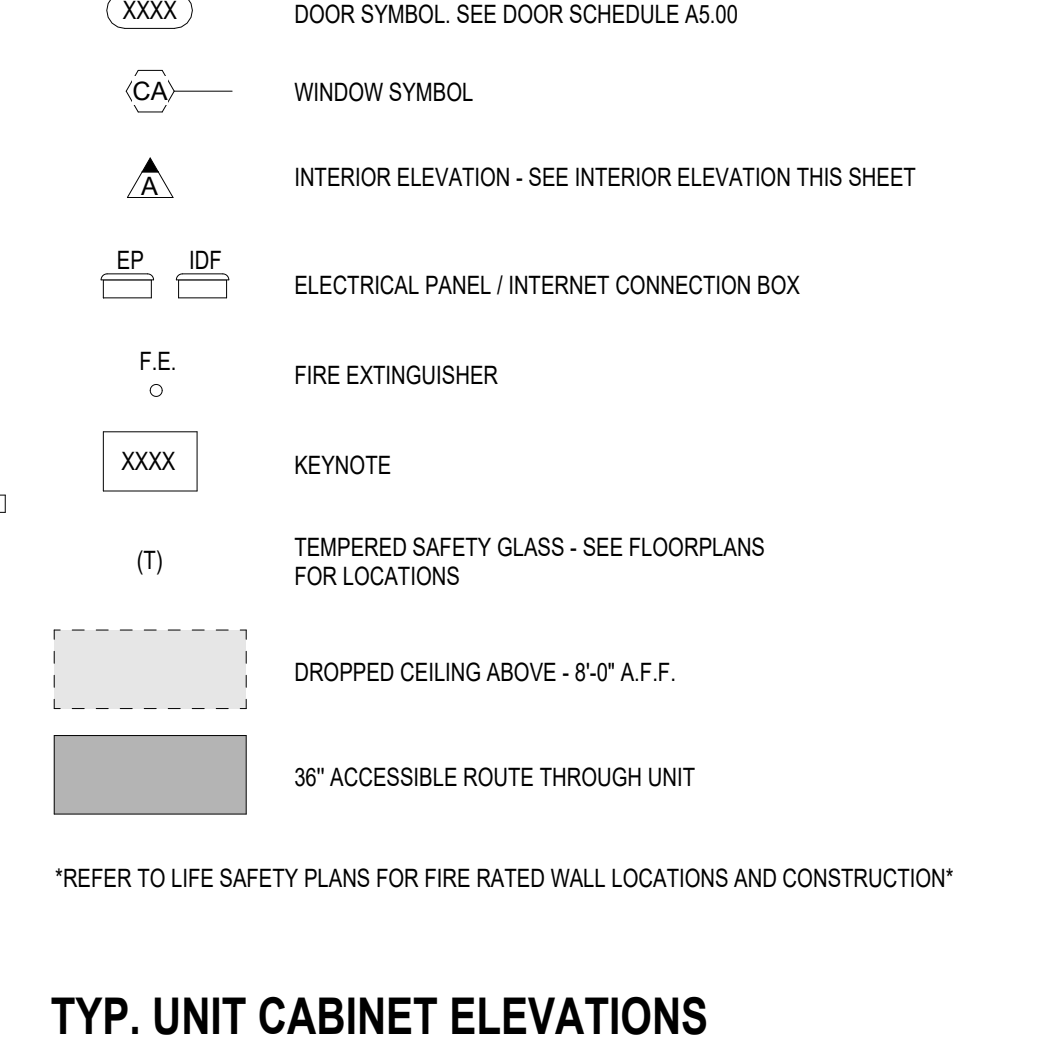 XXXX DOOR SYMBOL. SEE DOOR SCHEDULE A5.00
CA WINDOW SYMBOL
A INTERIOR ELEVATION - SEE INTERIOR ELEVATION THIS SHEET
EP IDF
ELECTRICAL PANEL / INTERNET CONNECTION BOX
F.E.
FIRE EXTINGUISHER
XXXX KEYNOTE
(T) TEMPERED SAFETY GLASS - SEE FLOORPLANS
FOR LOCATIONS
DROPPED CEILING ABOVE - 8'-0" A.F.F.
36" ACCESSIBLE ROUTE THROUGH UNIT
*REFER TO LIFE SAFETY PLANS FOR FIRE RATED WALL LOCATIONS AND CONSTRUCTION*
TYP. UNIT CABINET ELEVATIONS